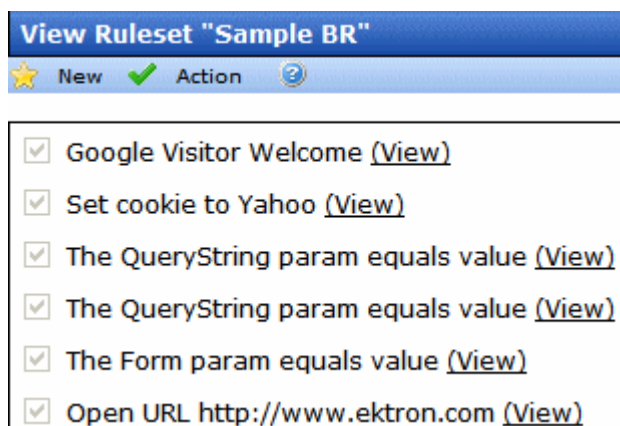 View Ruleset "Sample BR"
New Action ?
Google Visitor Welcome (View)
Set cookie to Yahoo (View)
The QueryString param equals value (View)
The QueryString param equals value (View)
The Form param equals value (View)
Open URL http://www.ektron.com (View)